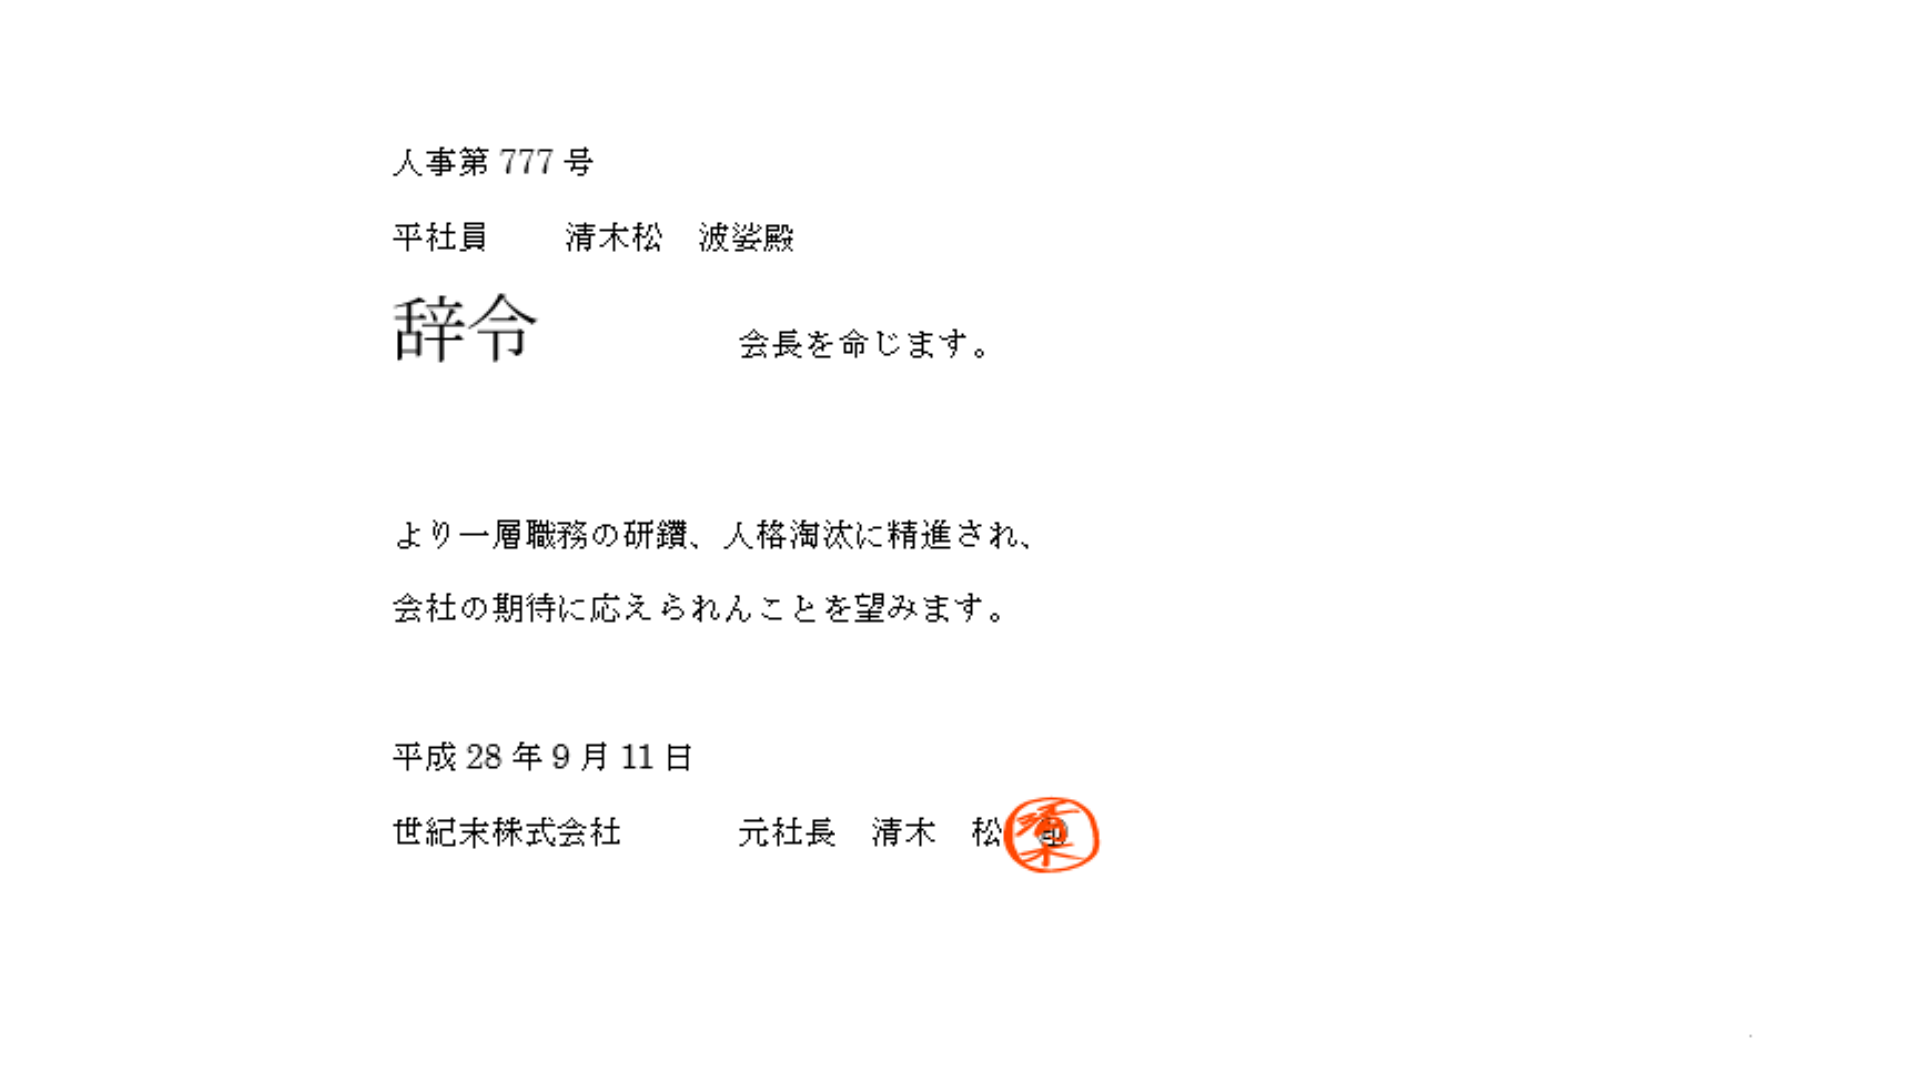 人事第 777 号
平社員　清木松　波娑殿
辞令　会長を命じます。
より一層職務の研鑽、人格淘汰に精進され、
会社の期待に応えられんことを望みます。
平成 28 年 9 月 11 日
世紀末株式会社　元社長　清木　松　㊞
清木